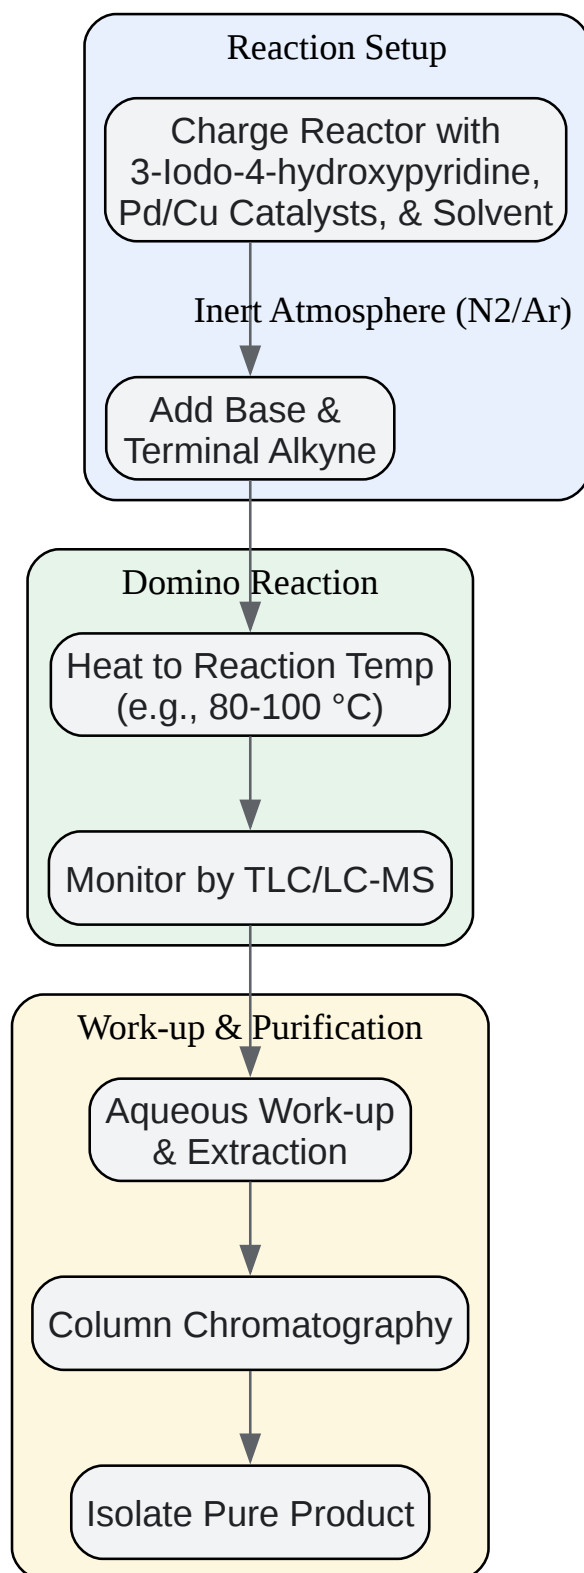 Reaction Setup
Charge Reactor with
3-Iodo-4-hydroxypyridine,
Pd/Cu Catalysts, & Solvent
Inert Atmosphere (N2/Ar)
Add Base &
Terminal Alkyne
Domino Reaction
Heat to Reaction Temp
(e.g., 80-100 °C)
Monitor by TLC/LC-MS
Work-up & Purification
Aqueous Work-up
& Extraction
Column Chromatography
Isolate Pure Product